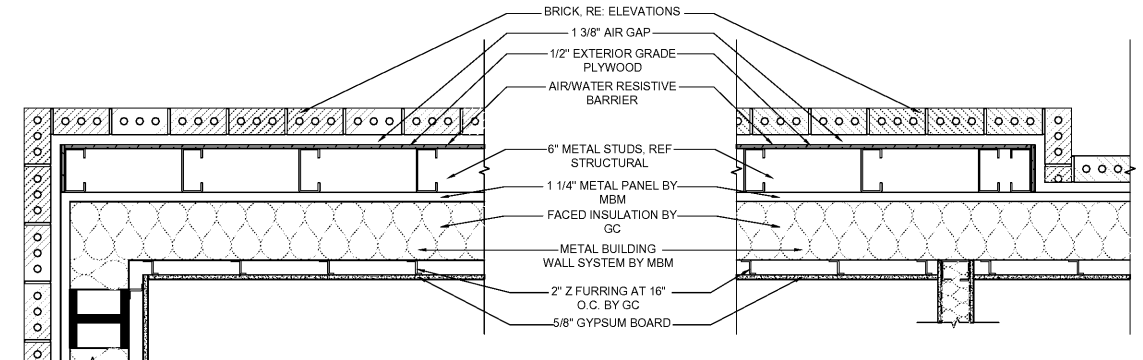 BRICK, RE: ELEVATIONS
1 3/8" AIR GAP
1/2" EXTERIOR GRADE
PLYWOOD
AIR/WATER RESISTIVE
BARRIER
6" METAL STUDS, REF
STRUCTURAL
1 1/4" METAL PANEL BY
MBM
FACED INSULATION BY
GC
METAL BUILDING
WALL SYSTEM BY MBM
2" Z FURRING AT 16"
O.C. BY GC
5/8" GYPSUM BOARD